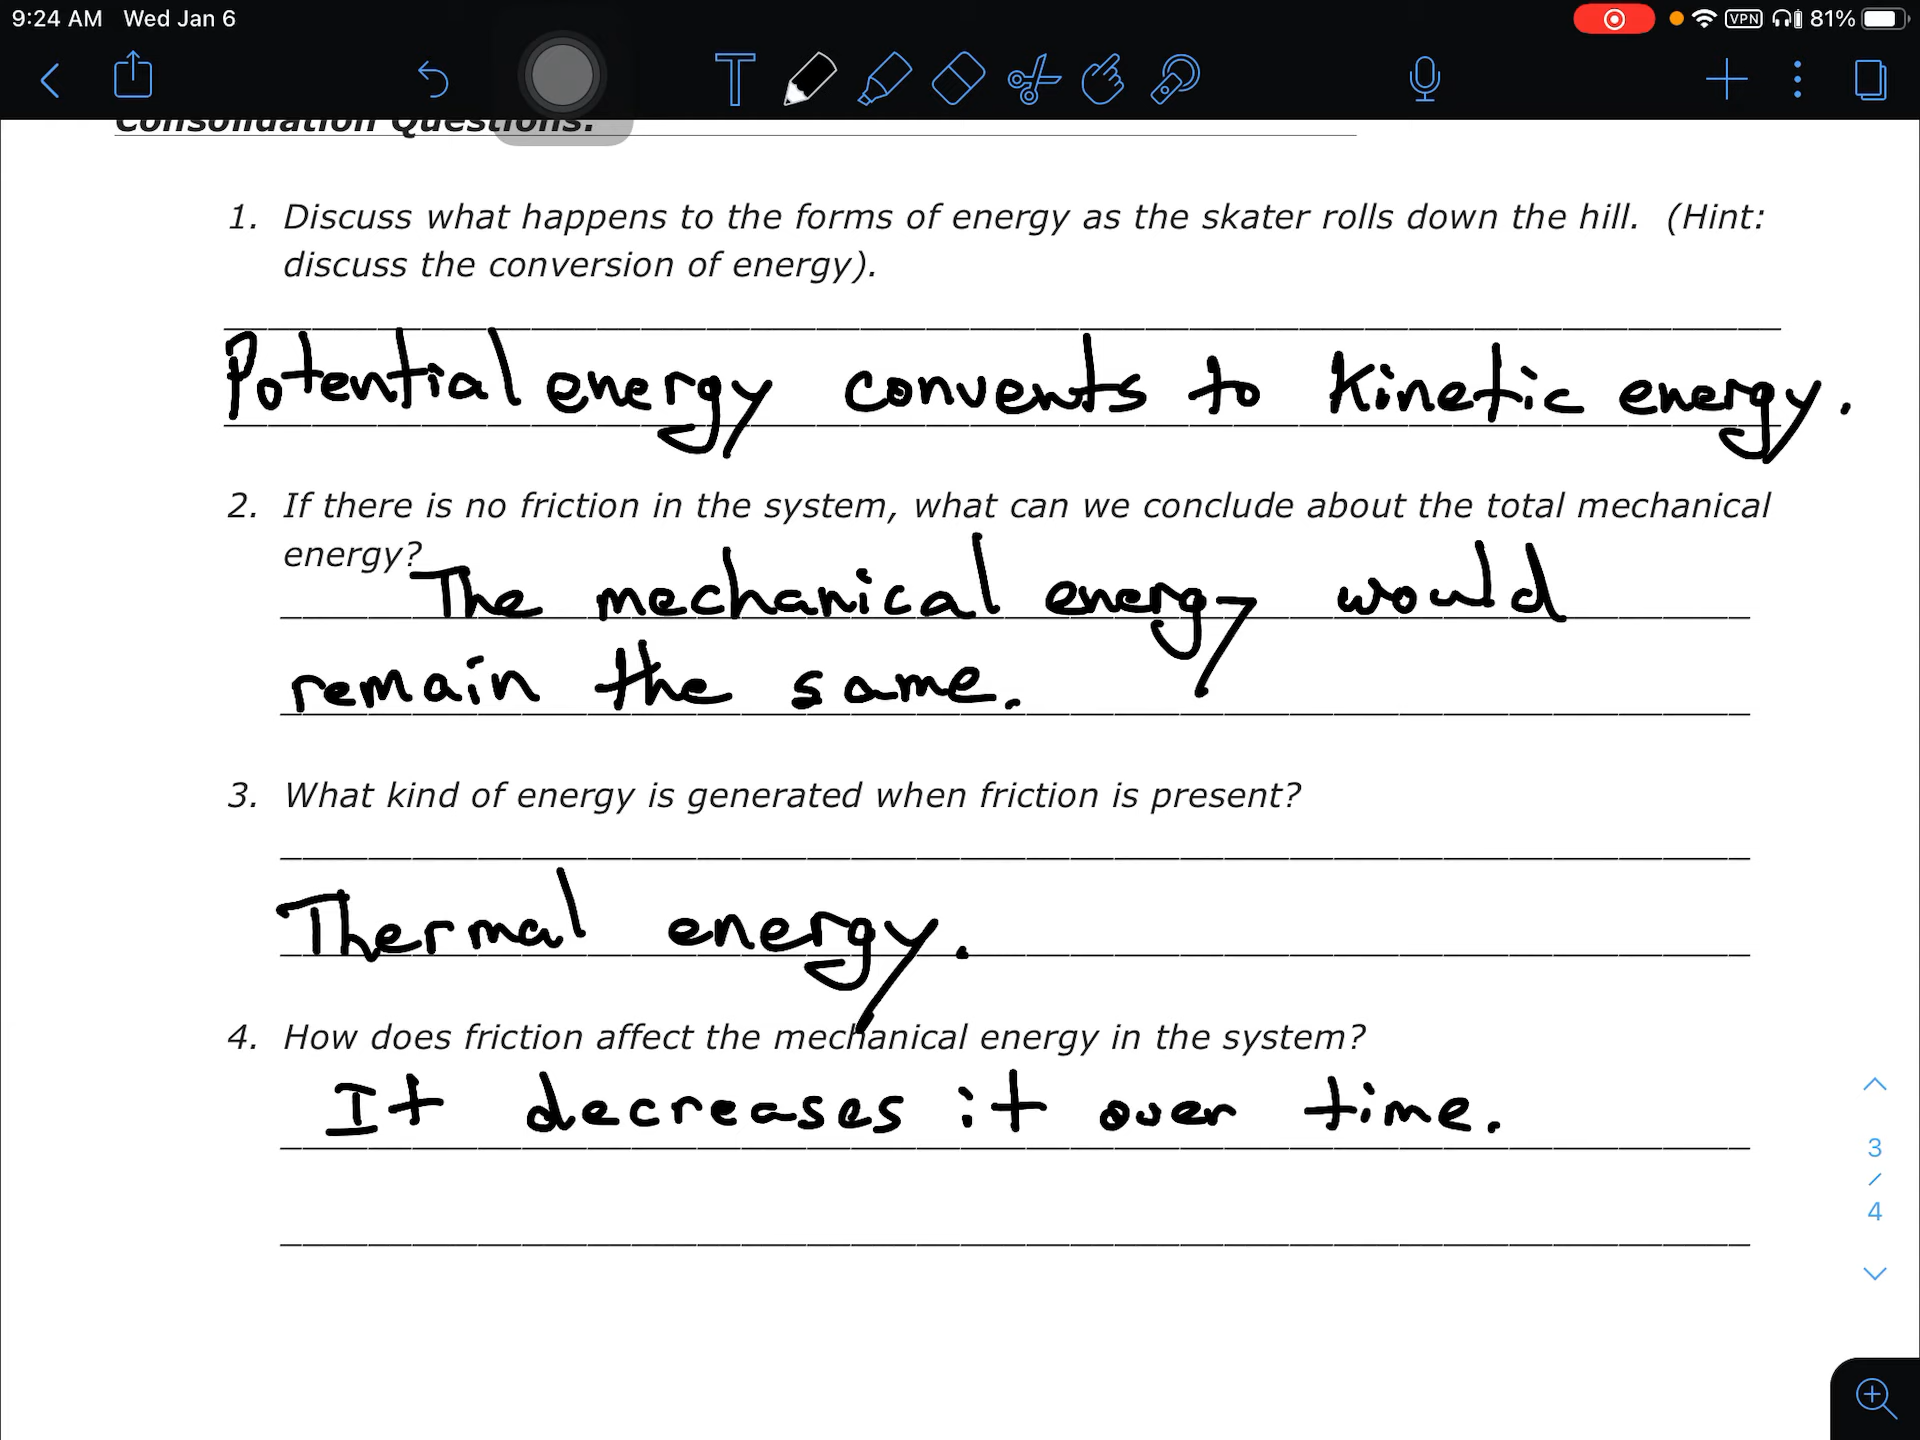 9:24 AM Wed Jan 6
VPN 81%
Consolidation Questions:
1. Discuss what happens to the forms of energy as the skater rolls down the hill. (Hint:
discuss the conversion of energy).
Potential energy convents to Kinetic energy.
2. If there is no friction in the system, what can we conclude about the total mechanical
energy?
The mechanical energy would
remain the same.
3. What kind of energy is generated when friction is present?
Thermal energy.
4. How does friction affect the mechanical energy in the system?
It decreases it over time.
3
/
4